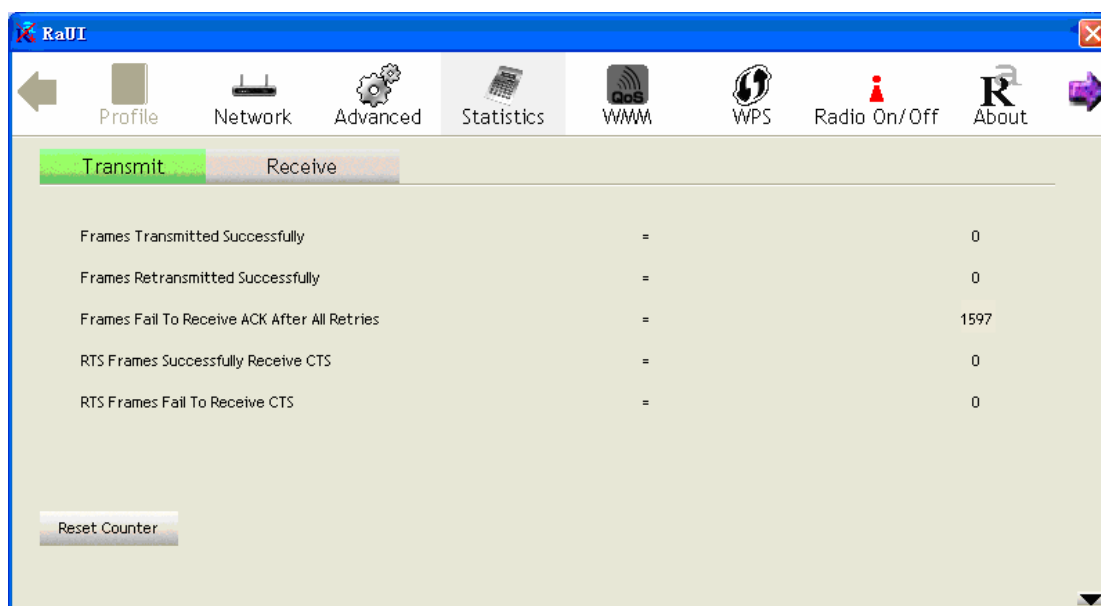 RaUI
Profile Network Advanced Statistics QoS WMM WPS Radio On/Off Ra About
Transmit Receive
Frames Transmitted Successfully = 0
Frames Retransmitted Successfully = 0
Frames Fail To Receive ACK After All Retries = 1597
RTS Frames Successfully Receive CTS = 0
RTS Frames Fail To Receive CTS = 0
Reset Counter